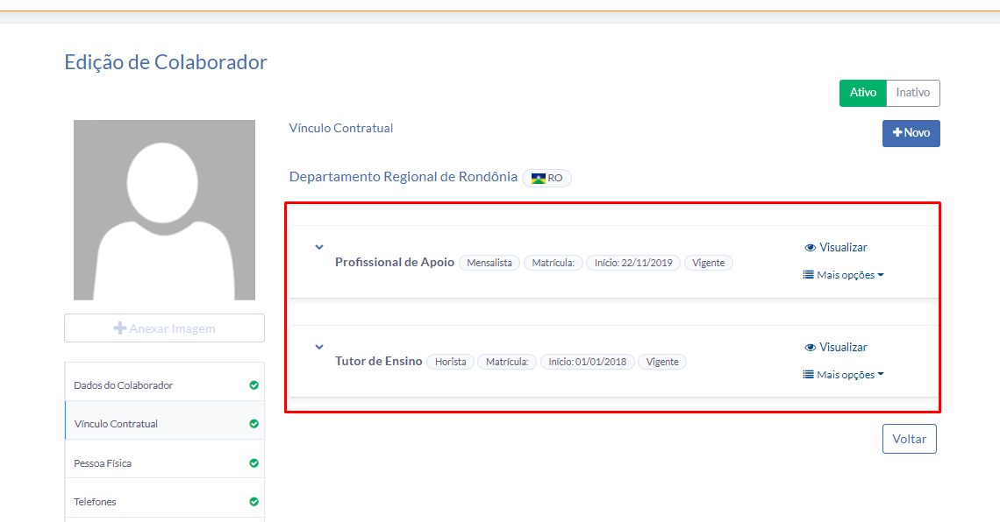 Edição de Colaborador
Ativo Inativo
Vínculo Contratual
Novo
Departamento Regional de Rondônia RO
Visualizar
Profissional de Apoio Mensalista Matrícula: Início: 22/11/2019 Vigente
Mais opções
Anexar Imagem
Visualizar
Tutor de Ensino Horista Matrícula: Início: 01/01/2018 Vigente
Mais opções
Dados do Colaborador
Vínculo Contratual
Pessoa Física
Telefones
Voltar